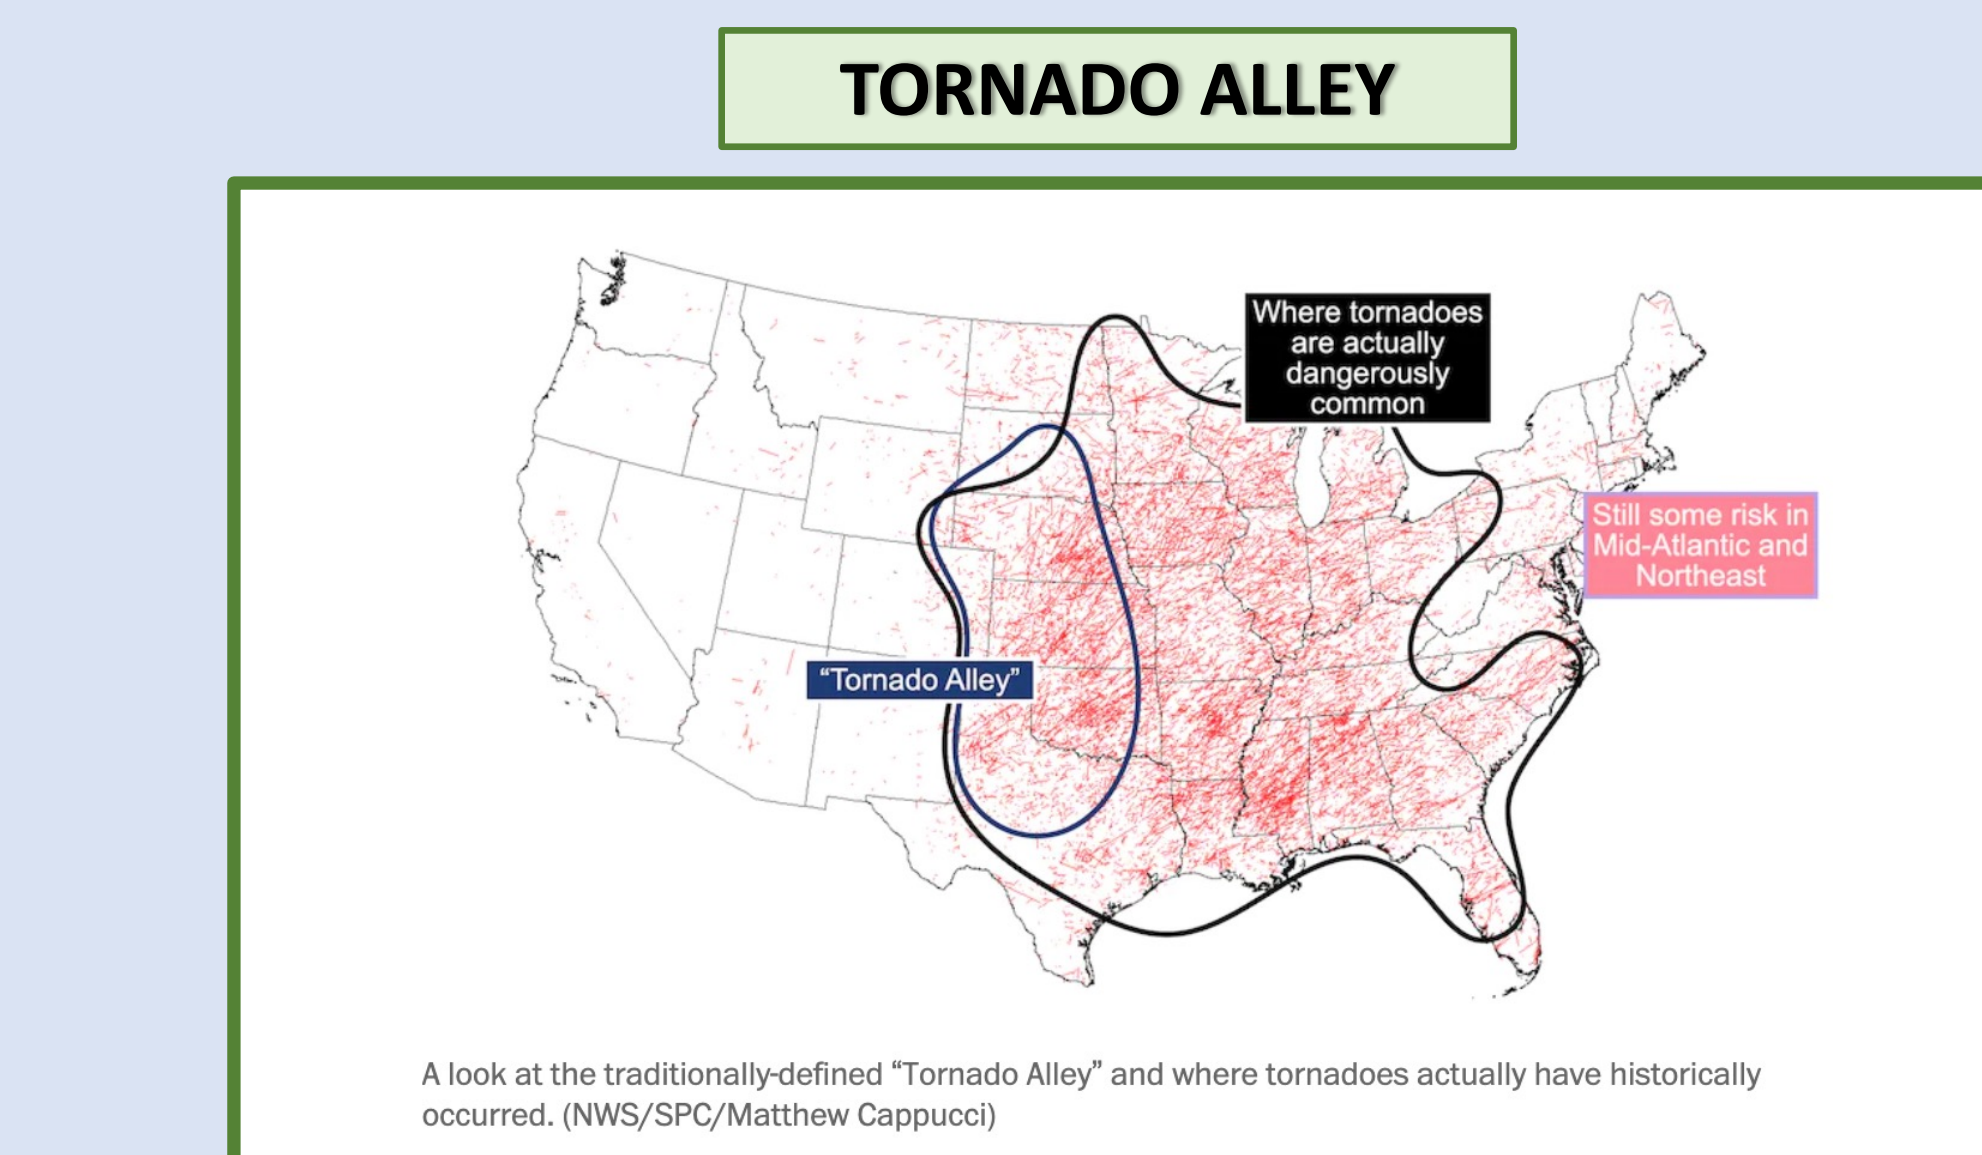 TORNADO ALLEY
Where tornadoes
are actually
dangerously
common
Still some risk in
Mid-Atlantic and
Northeast
“Tornado Alley”
A look at the traditionally-defined “Tornado Alley” and where tornadoes actually have historically
occurred. (NWS/SPC/Matthew Cappucci)